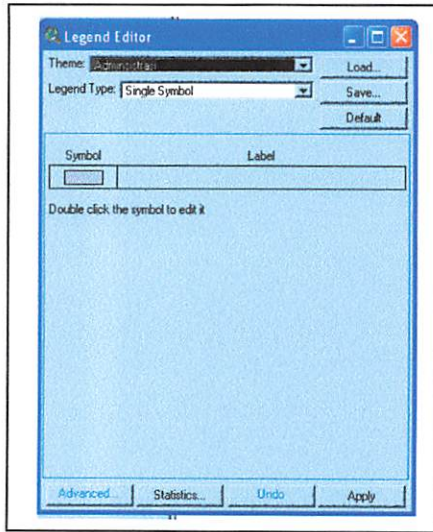 Legend Editor
Theme: Administrasi
Load...
Legend Type: Single Symbol
Save...
Default
Symbol Label
Double click the symbol to edit it
Advanced... Statistics... Undo Apply